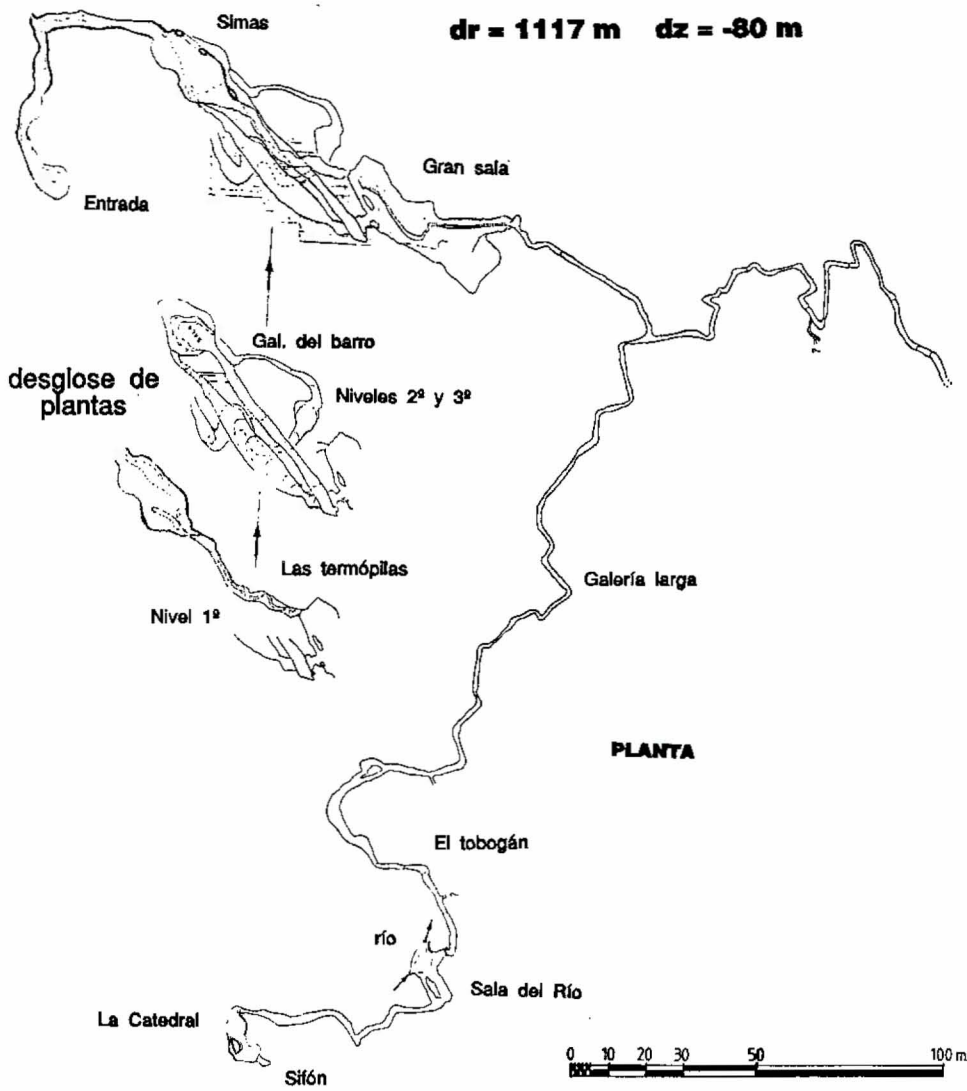 Simas
dr = 1117 m dz = -80 m
Gran sala
Entrada
Gal. del barro
desglose de
plantas
Niveles 2º y 3º
?
Las termópilas
Nivel 1º
Galería larga
PLANTA
El tobogán
río
Sala del Río
La Catedral
Sifón
0 10 20 30 50 100 m